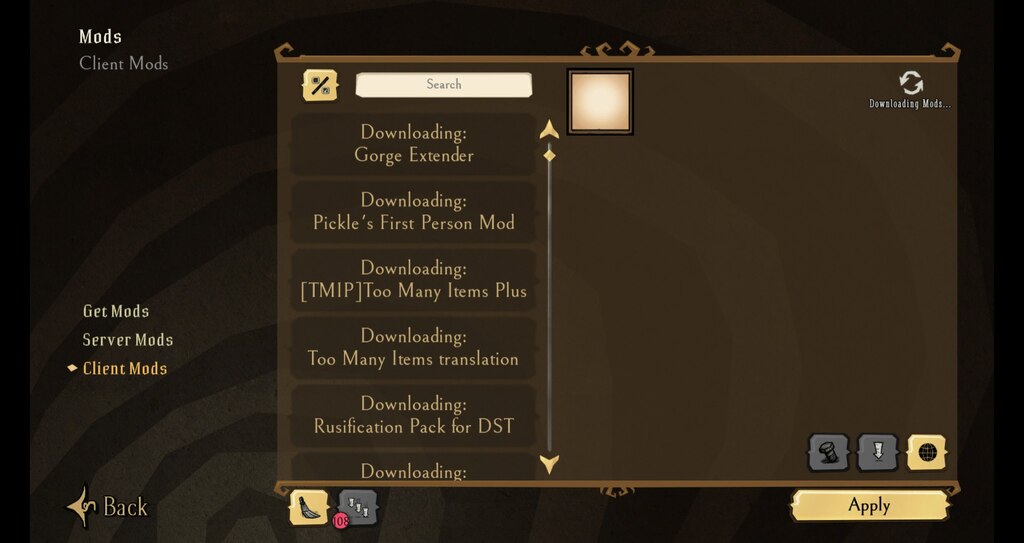 Mods
Client Mods
Search
Downloading Mods...
Downloading:
Gorge Extender
Downloading:
Pickle's First Person Mod
Downloading:
[TMIP]Too Many Items Plus
Downloading:
Too Many Items translation
Downloading:
Rusification Pack for DST
Downloading:
Get Mods
Server Mods
Client Mods
Back
108
Apply